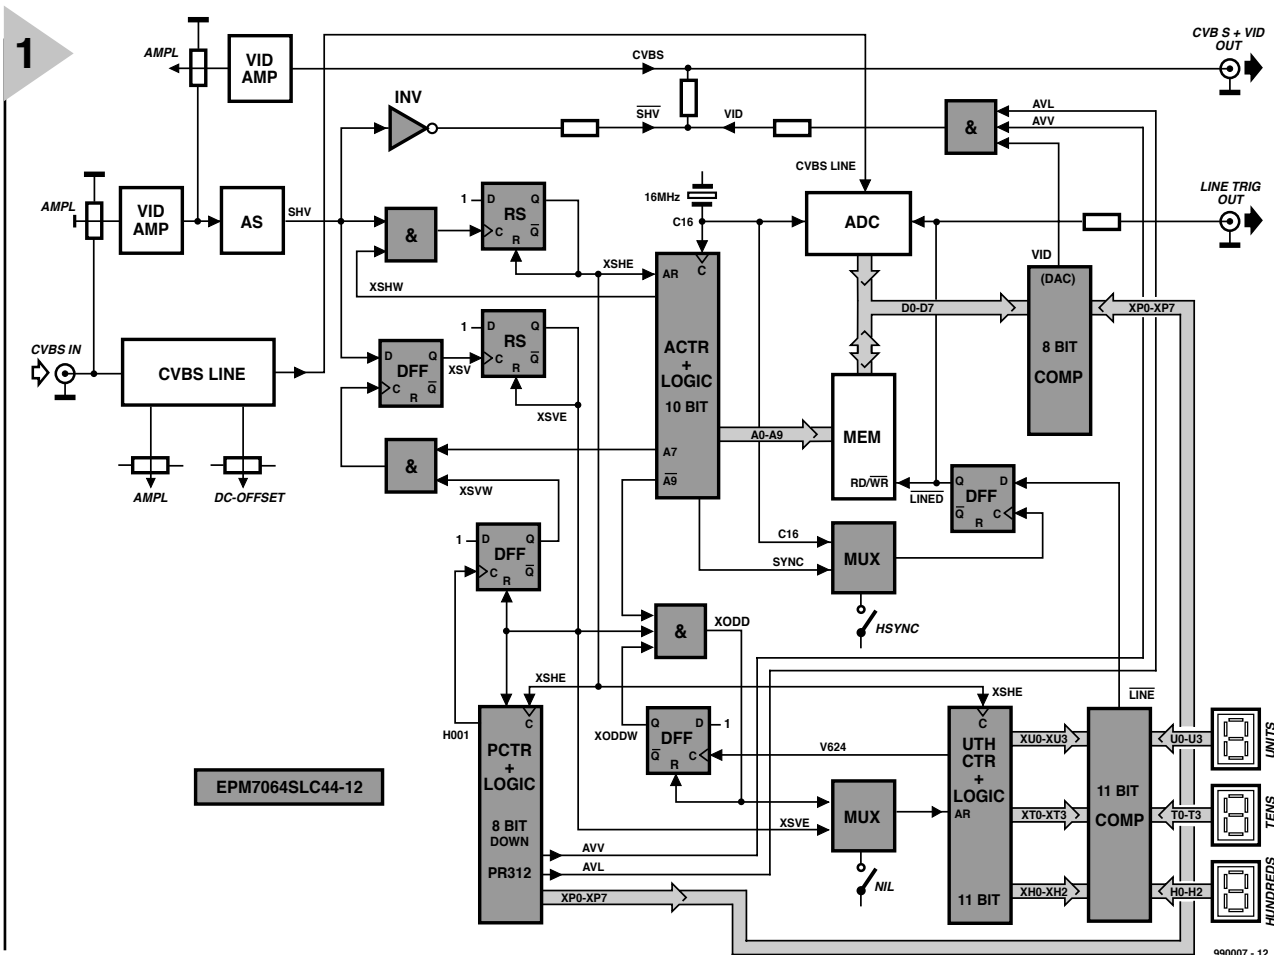 1
AMPL
VID
AMP
CVBS
CVB S + VID
OUT
INV
SHV
VID
&
AVL
AVV
CVBS LINE
AMPL
VID
AMP
AS
SHV
&
1
D
Q
RS
C
Q
R
16MHz
C16
ADC
LINE TRIG
OUT
XSHE
XSHW
AR
C
ACTR
+
LOGIC
10 BIT
A7
A9
D0-D7
VID
(DAC)
8 BIT
COMP
XP0-XP7
CVBS IN
CVBS LINE
AMPL
DC-OFFSET
D
Q
DFF
C
Q
R
XSV
1
D
Q
RS
C
Q
R
XSVE
&
XSVW
A0-A9
MEM
RD/WR
LINED
Q
D
DFF
Q
C
R
1
D
Q
DFF
C
Q
R
C16
SYNC
MUX
HSYNC
&
XODD
XSHE
XSHE
LINE
H001
C
PCTR
+
LOGIC
8 BIT
DOWN
PR312
XODDW
Q
D
1
DFF
Q
C
R
V624
C
UTH
CTR
+
LOGIC
AR
11 BIT
XU0-XU3
XT0-XT3
XH0-XH2
11 BIT
COMP
U0-U3
T0-T3
H0-H2
UNITS
TENS
HUNDREDS
EPM7064SLC44-12
XSVE
MUX
NIL
AVV
AVL
XP0-XP7
990007 - 12